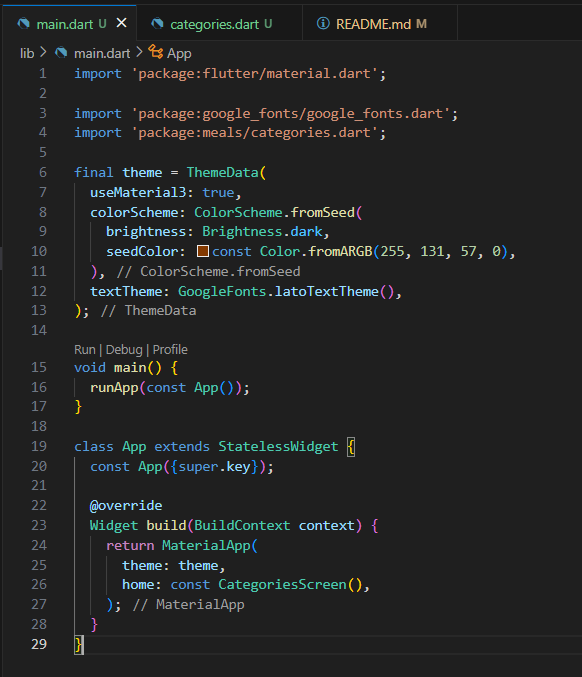 main.dart U × categories.dart U README.md M
lib > main.dart > App
1 import 'package:flutter/material.dart';
2
3 import 'package:google_fonts/google_fonts.dart';
4 import 'package:meals/categories.dart';
5
6 final theme = ThemeData(
7   useMaterial3: true,
8   colorScheme: ColorScheme.fromSeed(
9     brightness: Brightness.dark,
10     seedColor: const Color.fromARGB(255, 131, 57, 0),
11   ), // ColorScheme.fromSeed
12   textTheme: GoogleFonts.latoTextTheme(),
13 ); // ThemeData
14
Run | Debug | Profile
15 void main() {
16   runApp(const App());
17 }
18
19 class App extends StatelessWidget {
20   const App({super.key});
21
22   @override
23   Widget build(BuildContext context) {
24     return MaterialApp(
25       theme: theme,
26       home: const CategoriesScreen(),
27     ); // MaterialApp
28   }
29 }